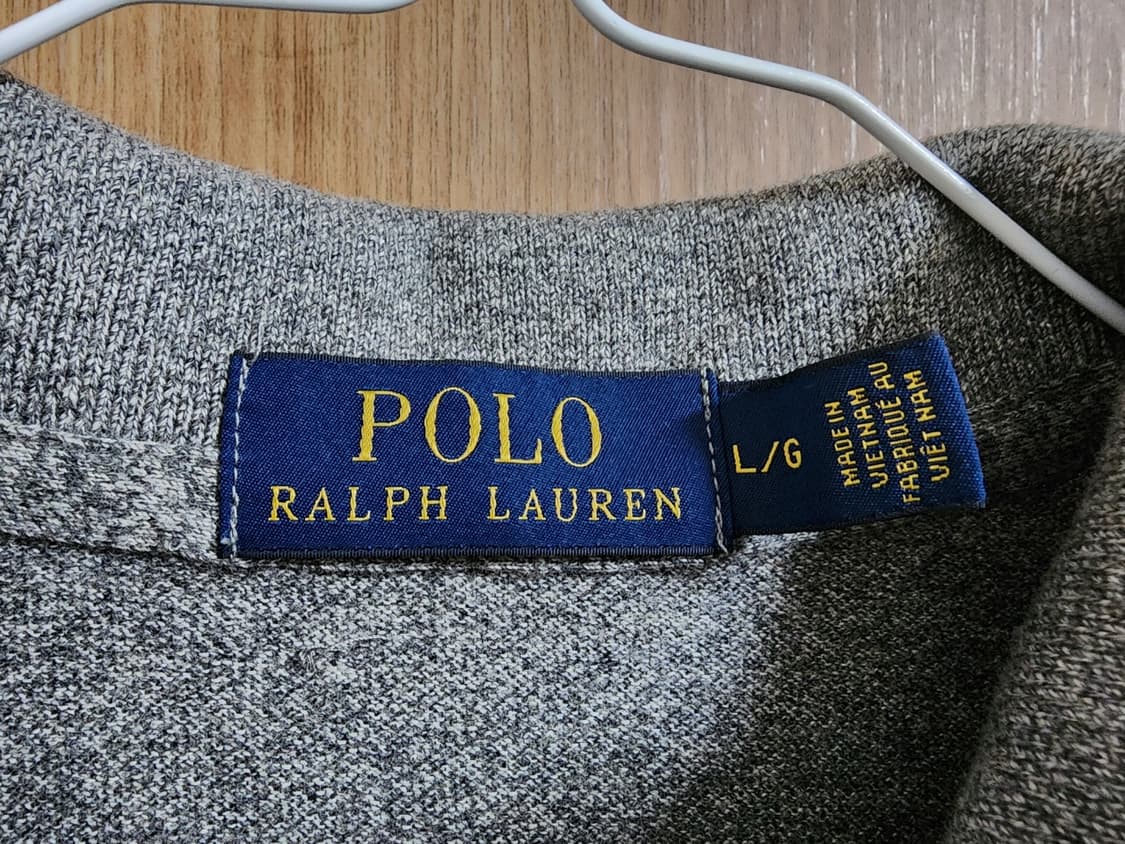 POLO
RALPH LAUREN
L/G
MADE IN
VIETNAM
FABRIQUÉ AU
VIÊT NAM